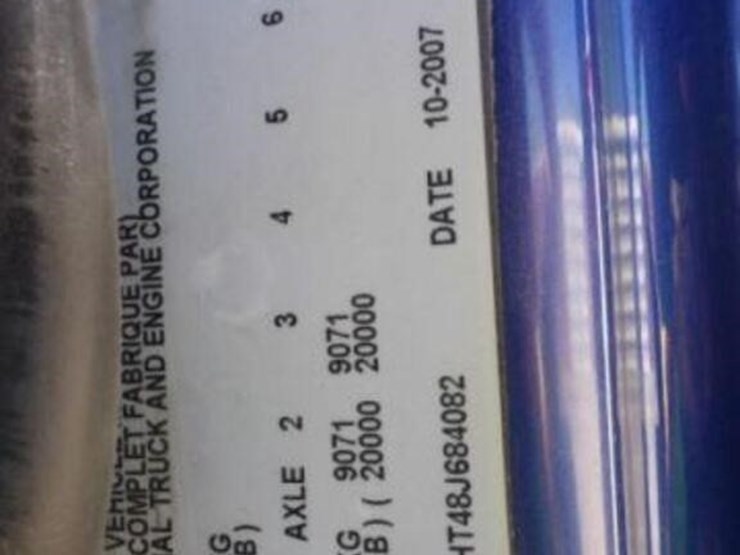 VEHICLE
COMPLET FABRIQUE PAR)
AL TRUCK AND ENGINE CORPORATION
G
B)
AXLE 2 3 4 5 6
KG 9071 9071
B) ( 20000 20000
HT48J684082 DATE 10-2007